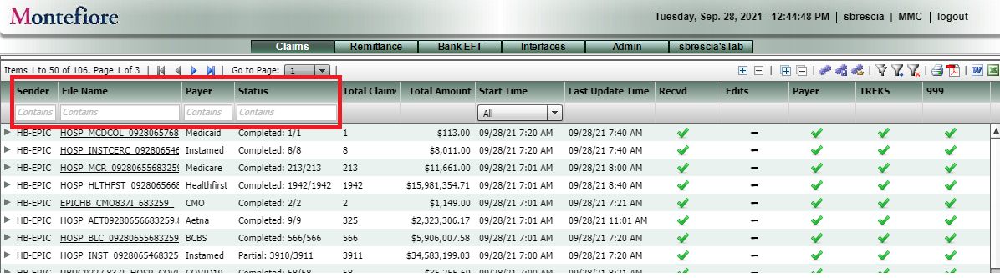 Montefiore
Tuesday, Sep. 28, 2021 - 12:44:48 PM | sbrescia | MMC | logout
Claims Remittance Bank EFT Interfaces Admin sbrescia'sTab
Items 1 to 50 of 106. Page 1 of 3 | Go to Page: 1
Sender File Name Payer Status Total Claims Total Amount Start Time Last Update Time Recvd Edits Payer TREKS 999
Contains Contains Contains Contains All
HB-EPIC HOSP_MCDCOL_0928065768 Medicaid Completed: 1/1 1 $113.00 09/28/21 7:20 AM 09/28/21 7:40 AM
HB-EPIC HOSP_INSTCERC_092806546 Instamed Completed: 8/8 8 $8,011.00 09/28/21 7:20 AM 09/28/21 7:40 AM
HB-EPIC HOSP_MCR_09280655683259 Medicare Completed: 213/213 213 $11,661.00 09/28/21 7:01 AM 09/28/21 8:00 AM
HB-EPIC HOSP_HLTHFST_0928065668 Healthfirst Completed: 1942/1942 1942 $15,981,354.71 09/28/21 7:01 AM 09/28/21 8:40 AM
HB-EPIC EPICHB_CMO837I_683259_ CMO Completed: 2/2 2 $1,149.00 09/28/21 7:01 AM 09/28/21 7:21 AM
HB-EPIC HOSP_AET09280656683259.8 Aetna Completed: 9/9 325 $2,323,306.17 09/28/21 7:01 AM 09/28/21 11:01 AM
HB-EPIC HOSP_BLC_09280655683259 BCBS Completed: 566/566 566 $5,906,007.58 09/28/21 7:01 AM 09/28/21 7:20 AM
HB-EPIC HOSP_INST_0928065468325 Instamed Partial: 3910/3911 3911 $34,583,199.03 09/28/21 7:00 AM 09/28/21 7:20 AM
HB-EPIC UBUC0227.837I_HOSP_COVI COVID19 Completed: 58/58 58 $35,255.69 09/28/21 7:01 AM 09/28/21 8:21 AM